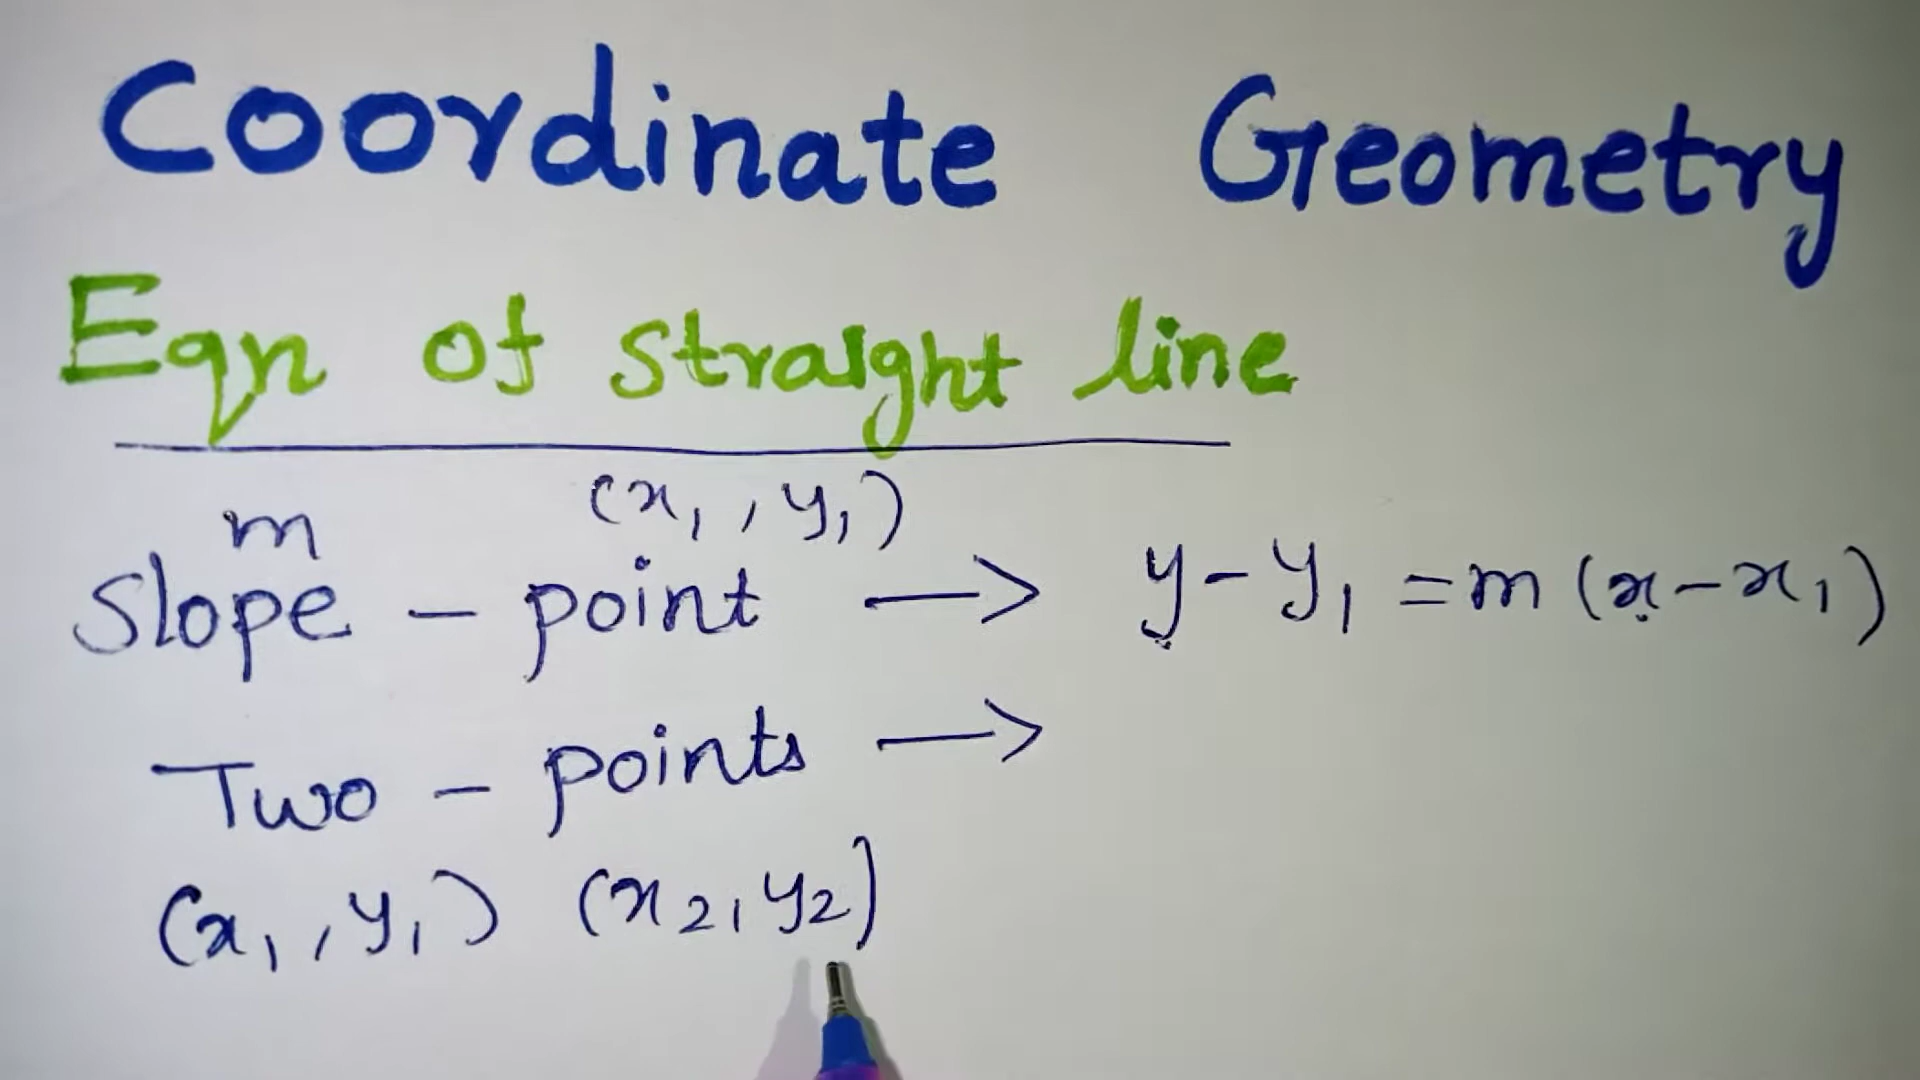 Coordinate Geometry
Eqn of straight line
m (x₁, y₁)
Slope - point → y - y₁ = m (x - x₁)
Two - points →
(x₁, y₁) (x₂, y₂)